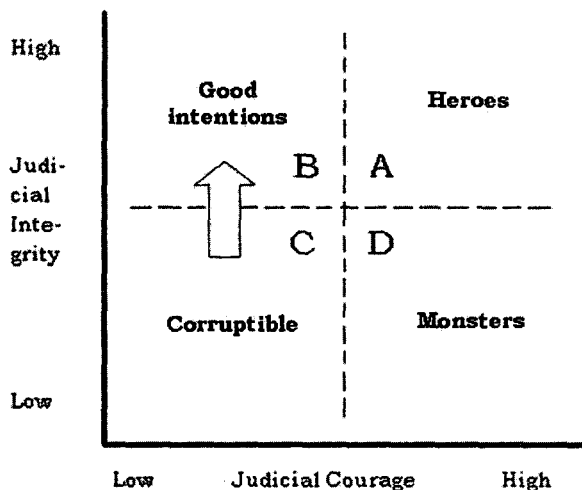 High
Good
intentions
Heroes
Judi-
cial
Inte-
grity
B
A
C
D
Corruptible
Monsters
Low
Low
Judicial Courage
High